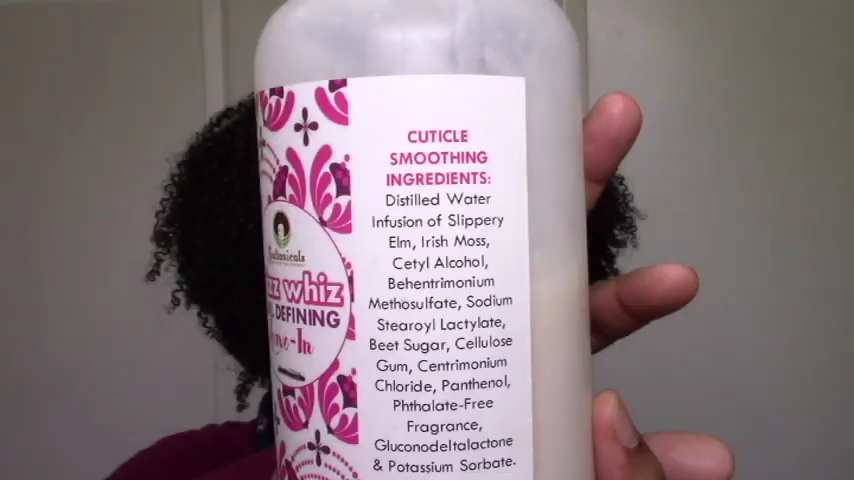 CUTICLE
SMOOTHING
INGREDIENTS:
Distilled Water
Infusion of Slippery
Elm, Irish Moss,
Cetyl Alcohol,
Behentrimonium
Methosulfate, Sodium
Stearoyl Lactylate,
Beet Sugar, Cellulose
Gum, Centrimonium
Chloride, Panthenol,
Phthalate-Free
Fragrance,
Gluconodeltalactone
& Potassium Sorbate.
whiz
DEFINING